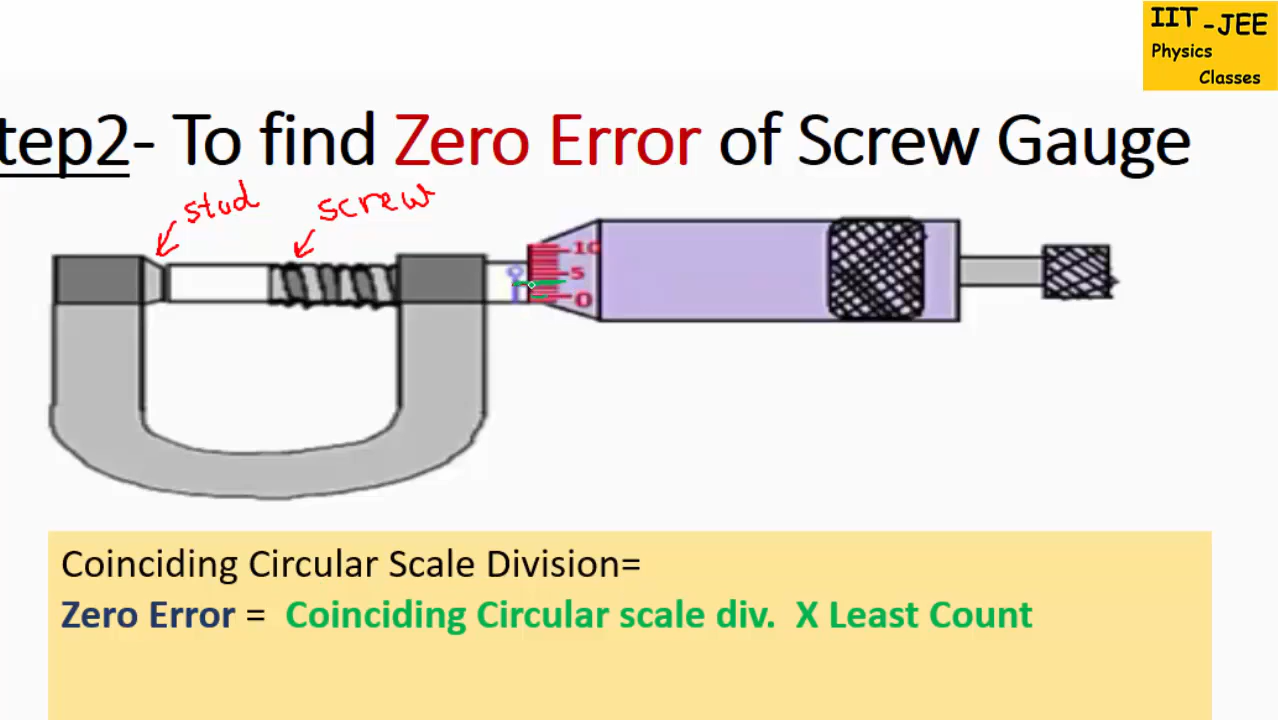 IIT-JEE
Physics
Classes
tep2- To find Zero Error of Screw Gauge
stud screw
10
0 5
0
Coinciding Circular Scale Division=
Zero Error = Coinciding Circular scale div. X Least Count